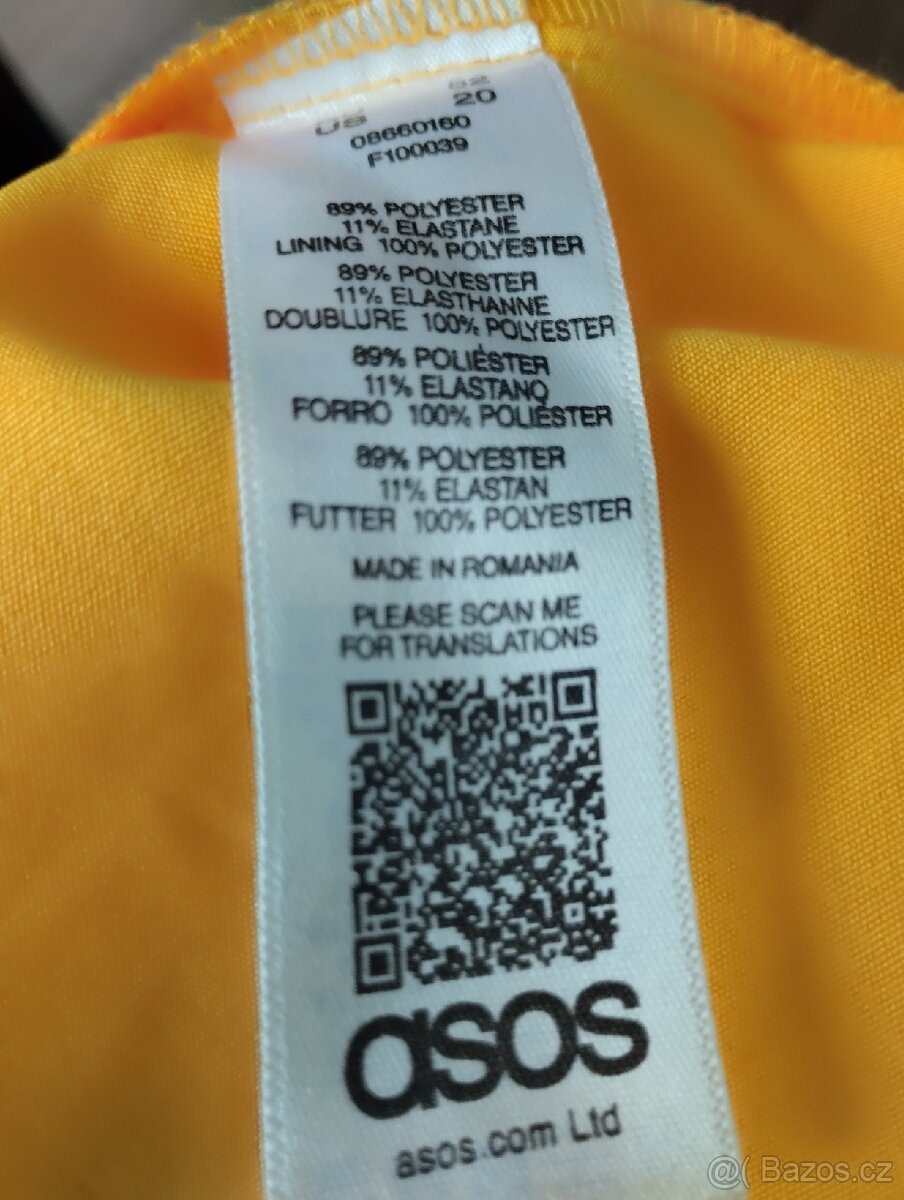 52
US 20
08660160
F100039
89% POLYESTER
11% ELASTANE
LINING 100% POLYESTER
89% POLYESTER
11% ELASTHANNE
DOUBLURE 100% POLYESTER
89% POLIÉSTER
11% ELASTANO
FORRO 100% POLIÉSTER
89% POLYESTER
11% ELASTAN
FUTTER 100% POLYESTER
MADE IN ROMANIA
PLEASE SCAN ME
FOR TRANSLATIONS
asos
asos.com Ltd
@( Bazos.cz